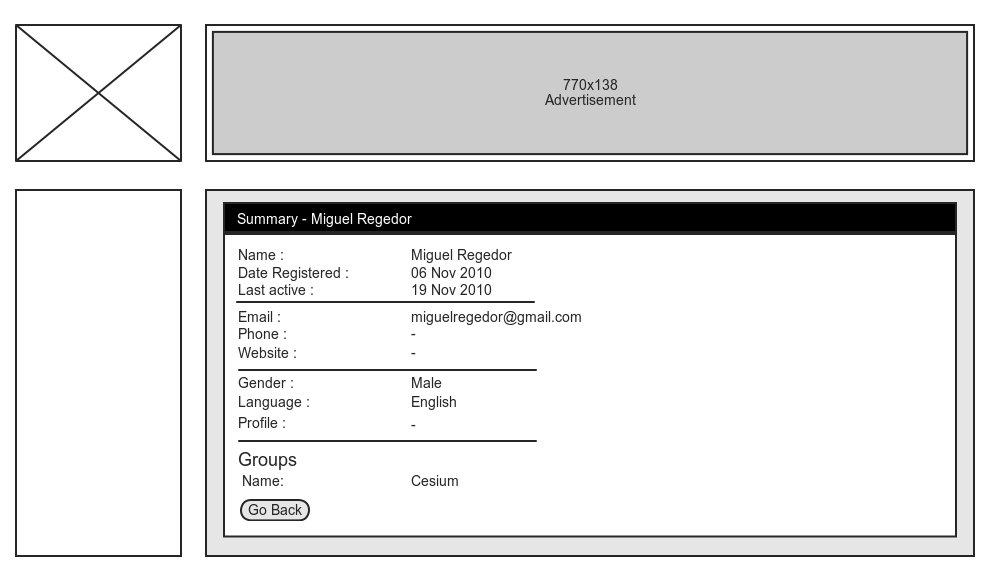 770x138
Advertisement
Summary - Miguel Regedor
Name : Miguel Regedor
Date Registered : 06 Nov 2010
Last active : 19 Nov 2010
Email : miguelregedor@gmail.com
Phone : -
Website : -
Gender : Male
Language : English
Profile : -
Groups
Name: Cesium
Go Back